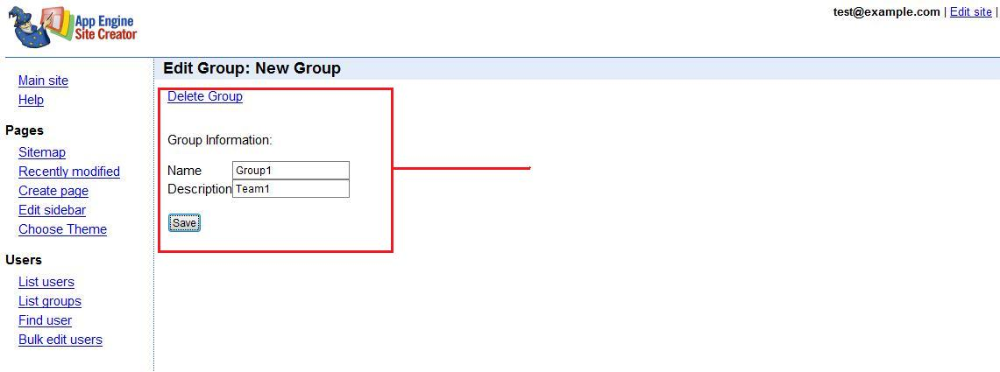 App Engine
Site Creator
test@example.com | Edit site |
Main site
Help
Pages
Sitemap
Recently modified
Create page
Edit sidebar
Choose Theme
Users
List users
List groups
Find user
Bulk edit users
Edit Group: New Group
Delete Group
Group Information:
Name Group1
Description Team1
Save